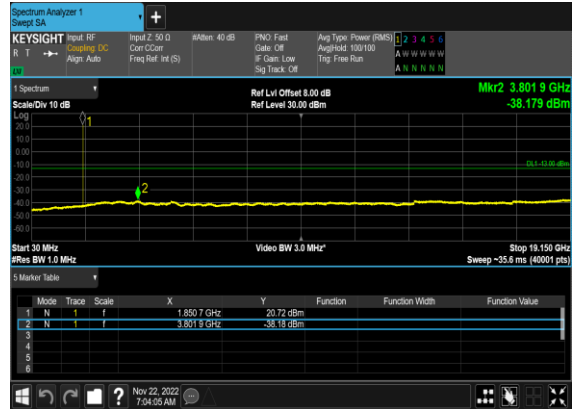 Spectrum Analyzer 1
Swept SA
+
KEYSIGHT
R T
Input: RF
Coupling: DC
Align: Auto
Input Z: 50 Ω
Corr CCorr
Freq Ref: Int (S)
#Atten: 40 dB
PNO: Fast
Gate: Off
IF Gain: Low
Sig Track: Off
Avg Type: Power (RMS)
Avg|Hold: 100/100
Trig: Free Run
1 2 3 4 5 6
A W W W W W
A N N N N N
1 Spectrum
Scale/Div 10 dB
Ref Lvl Offset 8.00 dB
Ref Level 30.00 dBm
Mkr2 3.801 9 GHz
-38.179 dBm
Log
20.0
10.0
0.00
-10.0
-20.0
-30.0
-40.0
-50.0
-60.0
1
2
DL1 -13.00 dBm
Start 30 MHz
#Res BW 1.0 MHz
Video BW 3.0 MHz*
Stop 19.150 GHz
Sweep ~35.6 ms (40001 pts)
5 Marker Table
Mode Trace Scale X Y Function Function Width Function Value
1 N 1 f 1.850 7 GHz 20.72 dBm
2 N 1 f 3.801 9 GHz -38.18 dBm
3
4
5
6
?
Nov 22, 2022
7:04:05 AM